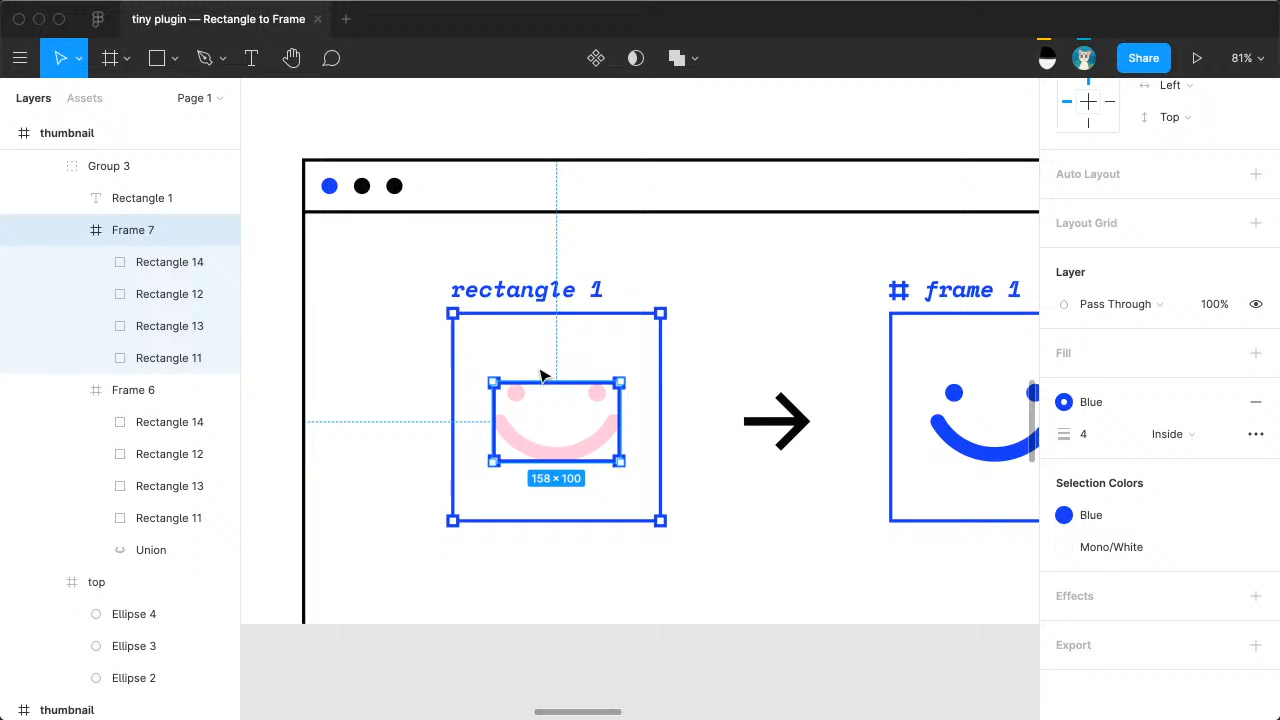 tiny plugin — Rectangle to Frame
Share
81%
Layers
Assets
Page 1
thumbnail
Group 3
Rectangle 1
Frame 7
Rectangle 14
Rectangle 12
Rectangle 13
Rectangle 11
Frame 6
Rectangle 14
Rectangle 12
Rectangle 13
Rectangle 11
Union
top
Ellipse 4
Ellipse 3
Ellipse 2
thumbnail
rectangle 1
# frame 1
158 × 100
Left
Top
Auto Layout
Layout Grid
Layer
Pass Through
100%
Fill
Blue
4
Inside
Selection Colors
Blue
Mono/White
Effects
Export